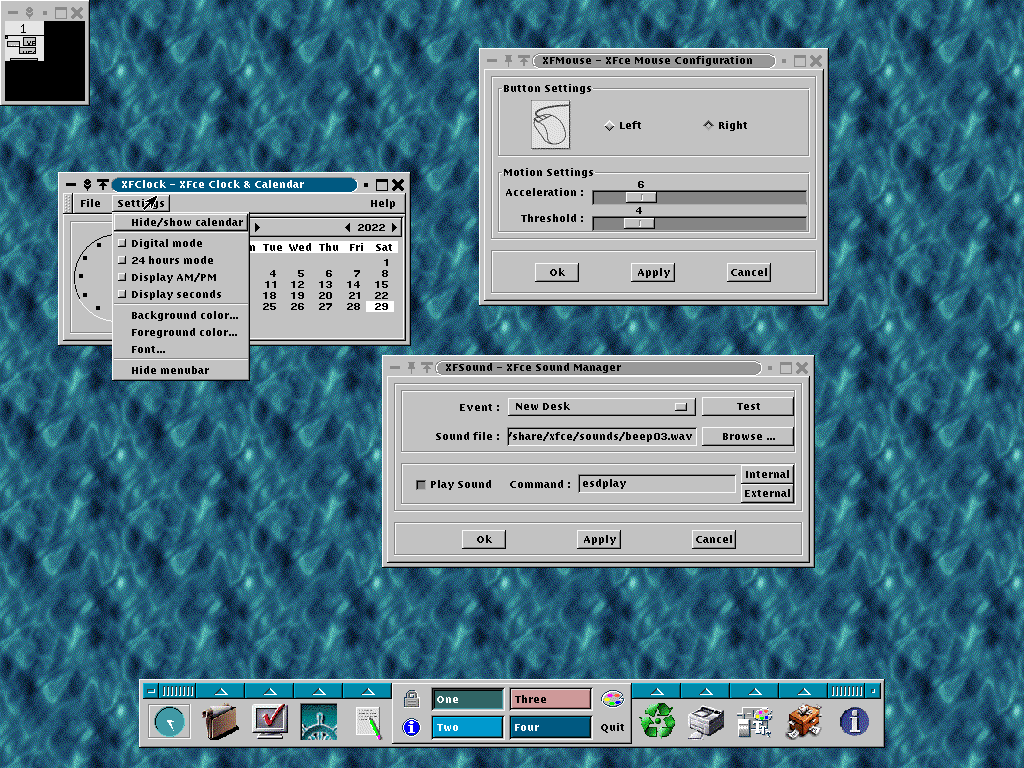 1
XFMouse – XFce Mouse Configuration
Button Settings
Left
Right
Motion Settings
Acceleration :
6
Threshold :
4
Ok
Apply
Cancel
XFClock – XFce Clock & Calendar
File
Settings
Help
Hide/show calendar
Digital mode
24 hours mode
Display AM/PM
Display seconds
Background color...
Foreground color...
Font...
Hide menubar
2022
Tue Wed Thu Fri Sat
1
4 5 6 7 8
11 12 13 14 15
18 19 20 21 22
25 26 27 28 29
XFSound – XFce Sound Manager
Event :
New Desk
Test
Sound file :
/share/xfce/sounds/beep03.wav
Browse ...
Play Sound
Command :
esdplay
Internal
External
Ok
Apply
Cancel
One
Three
Two
Four
Quit